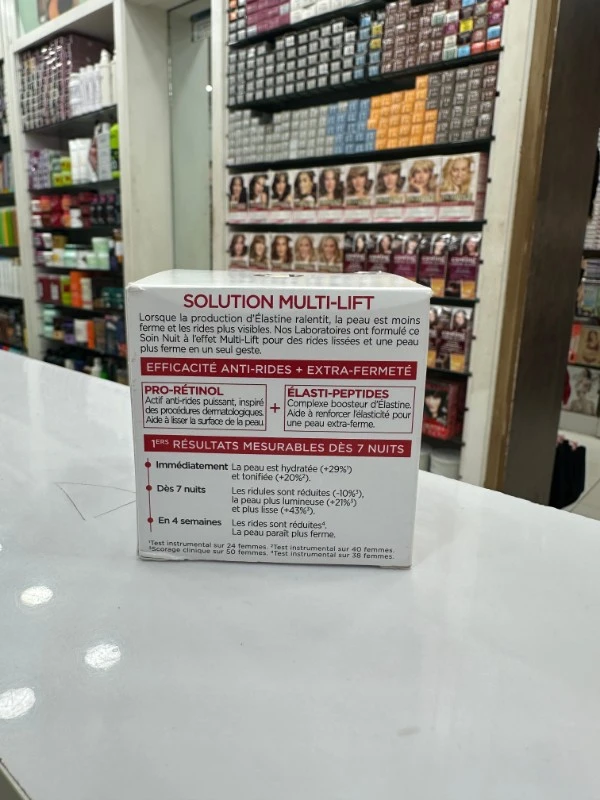 SOLUTION MULTI-LIFT
Lorsque la production d'Élastine ralentit, la peau est moins
ferme et les rides plus visibles. Nos Laboratoires ont formulé ce
Soin Nuit à l'effet Multi-Lift pour des rides lissées et une peau
plus ferme en un seul geste.
EFFICACITÉ ANTI-RIDES + EXTRA-FERMETÉ
PRO-RÉTINOL
Actif anti-rides puissant, inspiré
des procédures dermatologiques.
Aide à lisser la surface de la peau.
+
ÉLASTI-PEPTIDES
Complexe boosteur d'Élastine.
Aide à renforcer l'élasticité pour
une peau extra-ferme.
1ERS RÉSULTATS MESURABLES DÈS 7 NUITS
Immédiatement La peau est hydratée (+29%¹)
et tonifiée (+20%²).
Dès 7 nuits Les ridules sont réduites (-10%³),
la peau plus lumineuse (+21%³)
et plus lisse (+43%³).
En 4 semaines Les rides sont réduites⁴.
La peau paraît plus ferme.
¹Test instrumental sur 24 femmes. ²Test instrumental sur 40 femmes.
³Scorage clinique sur 50 femmes. ⁴Test instrumental sur 38 femmes.